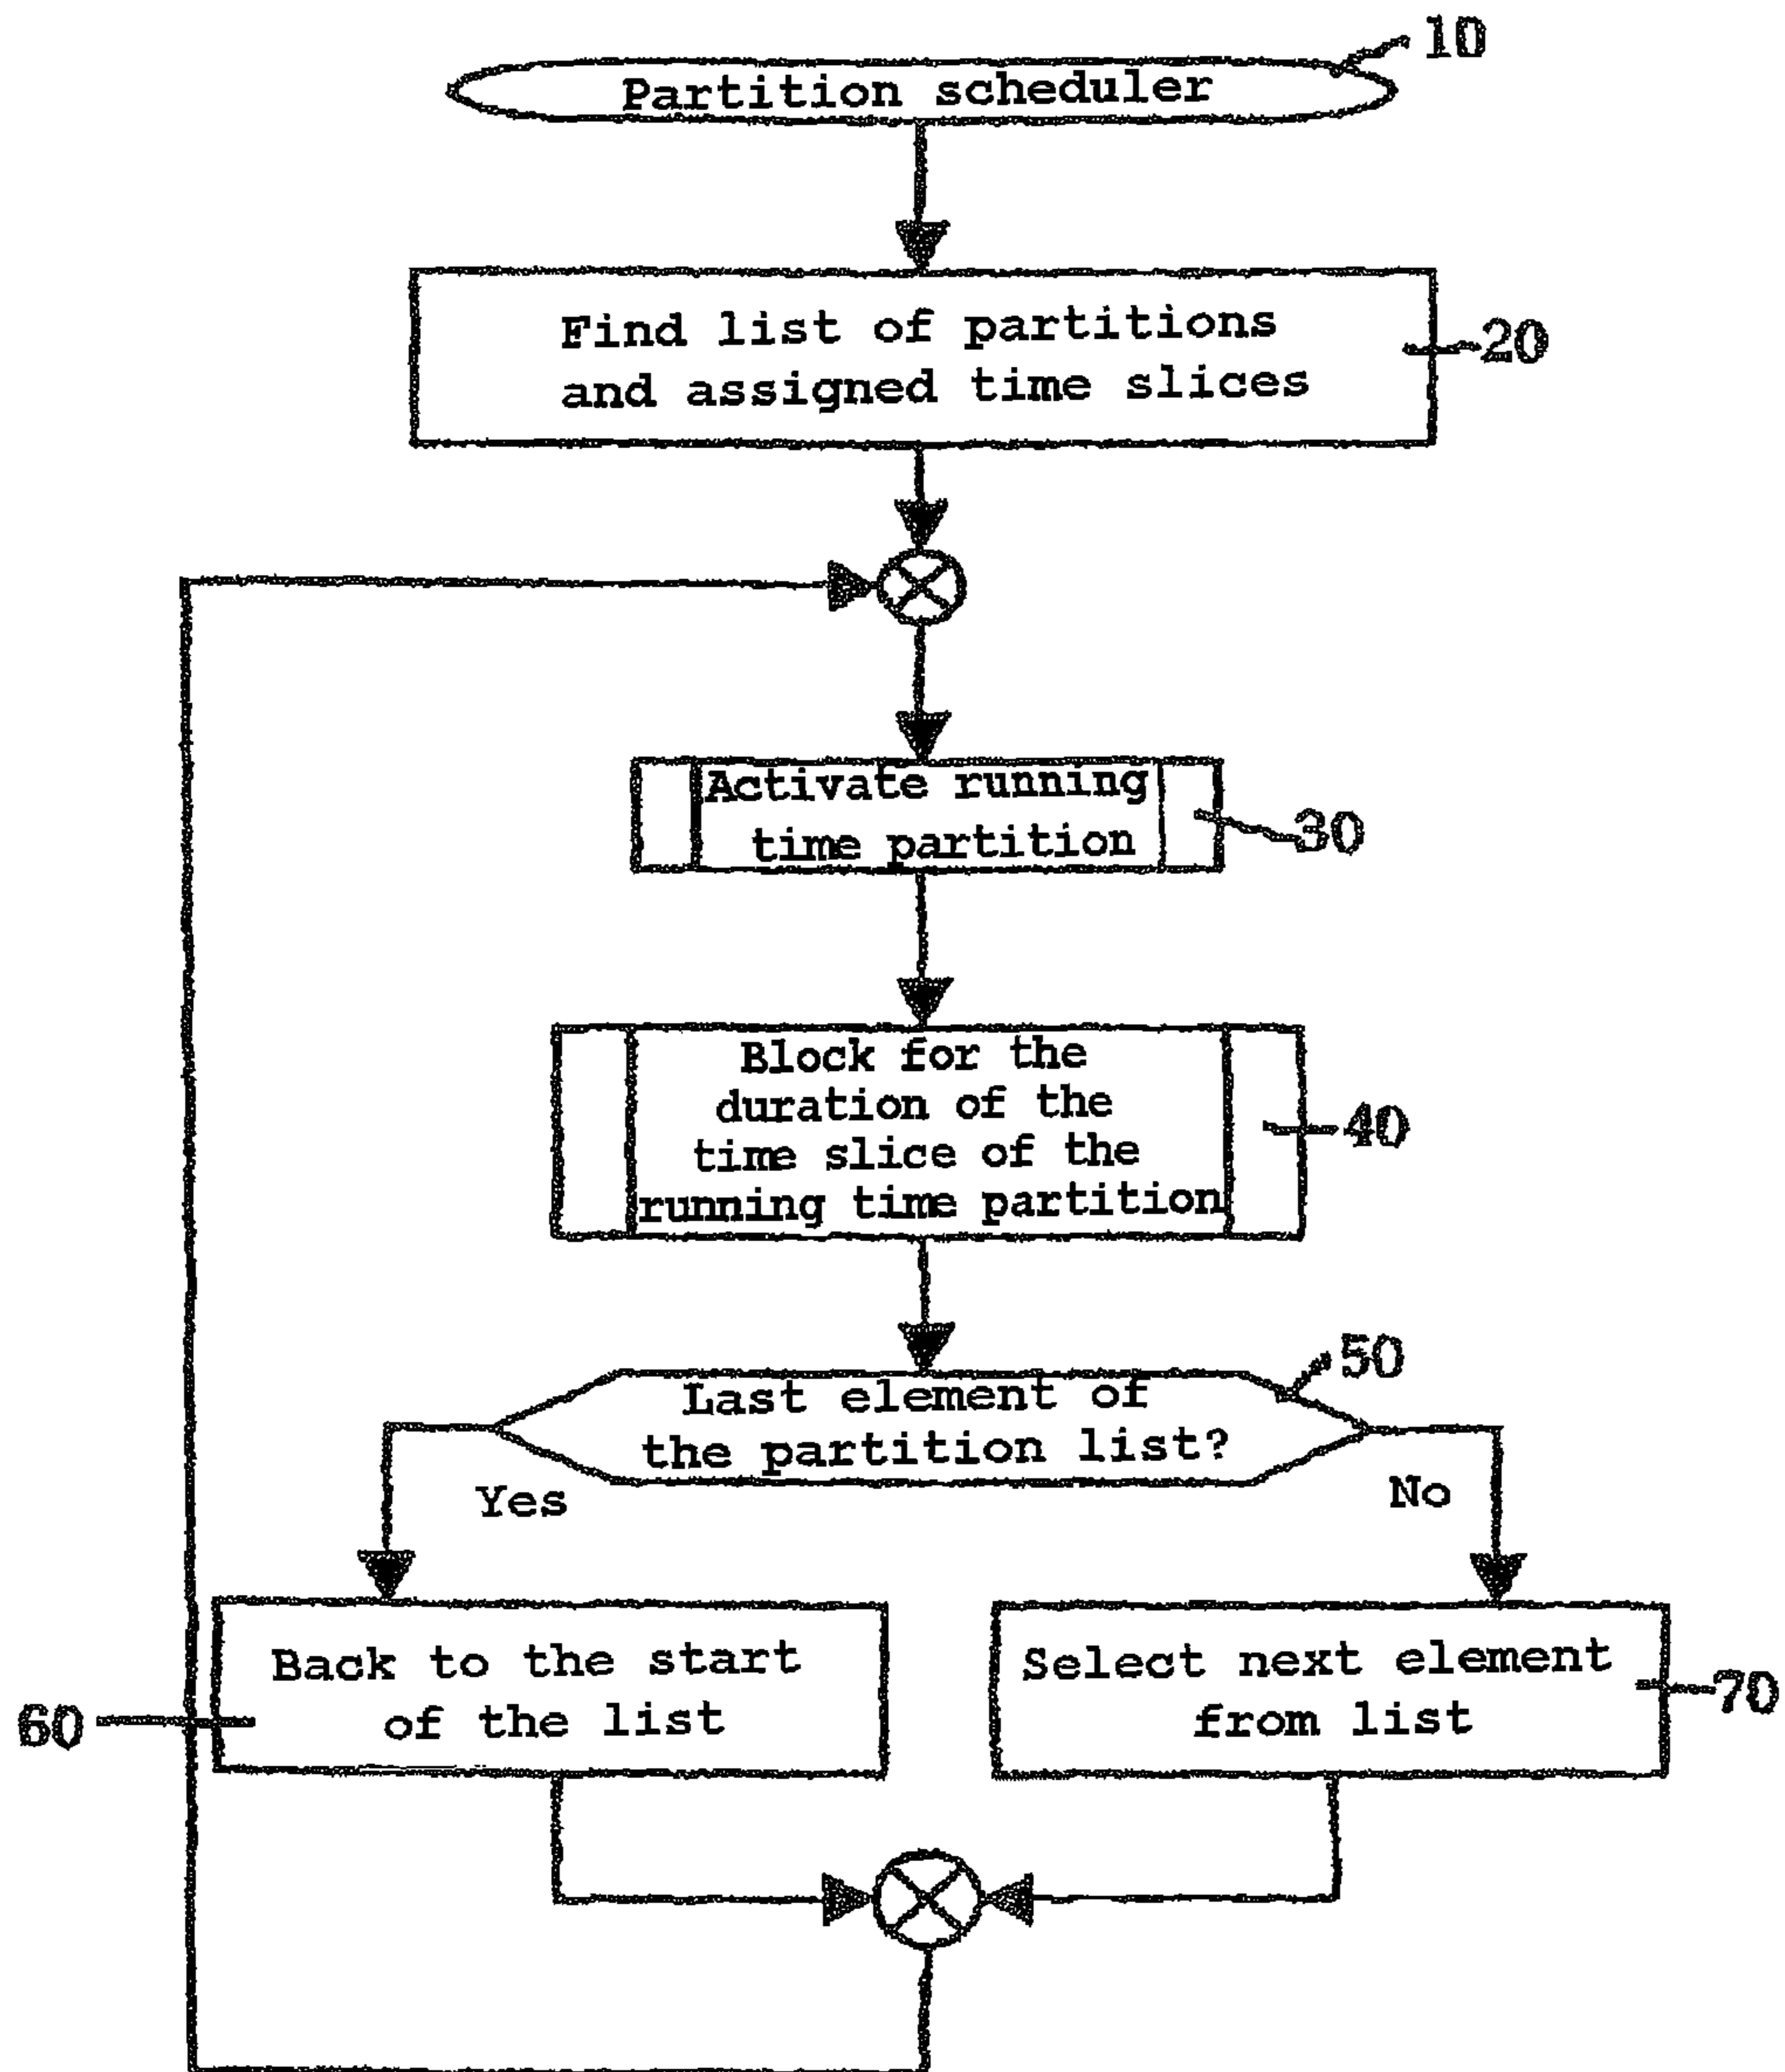 10
Partition scheduler
Find list of partitions
and assigned time slices
20
Activate running
time partition
30
Block for the
duration of the
time slice of the
running time partition
40
50
Last element of
the partition list?
Yes
No
Back to the start
of the list
60
Select next element
from list
70